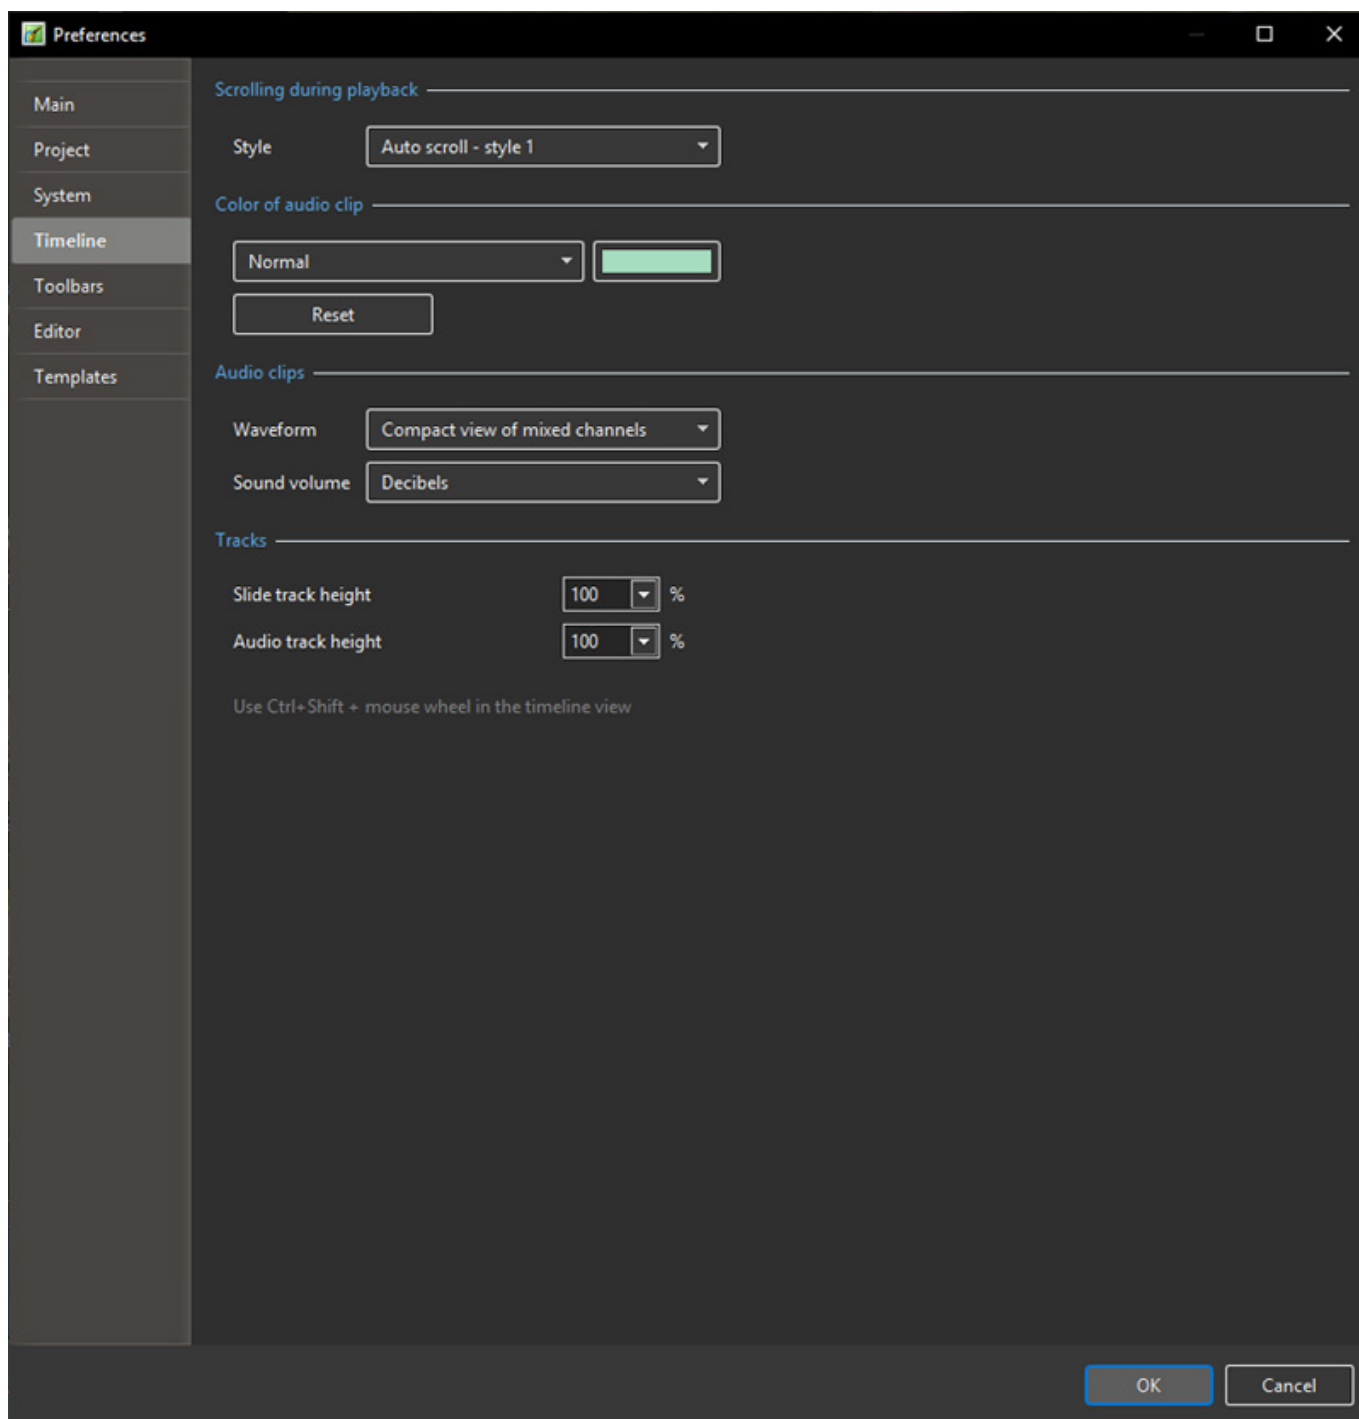 Preferences
Main
Project
System
Timeline
Toolbars
Editor
Templates
Scrolling during playback
Style Auto scroll - style 1
Color of audio clip
Normal
Reset
Audio clips
Waveform Compact view of mixed channels
Sound volume Decibels
Tracks
Slide track height 100 %
Audio track height 100 %
Use Ctrl+Shift + mouse wheel in the timeline view
OK Cancel